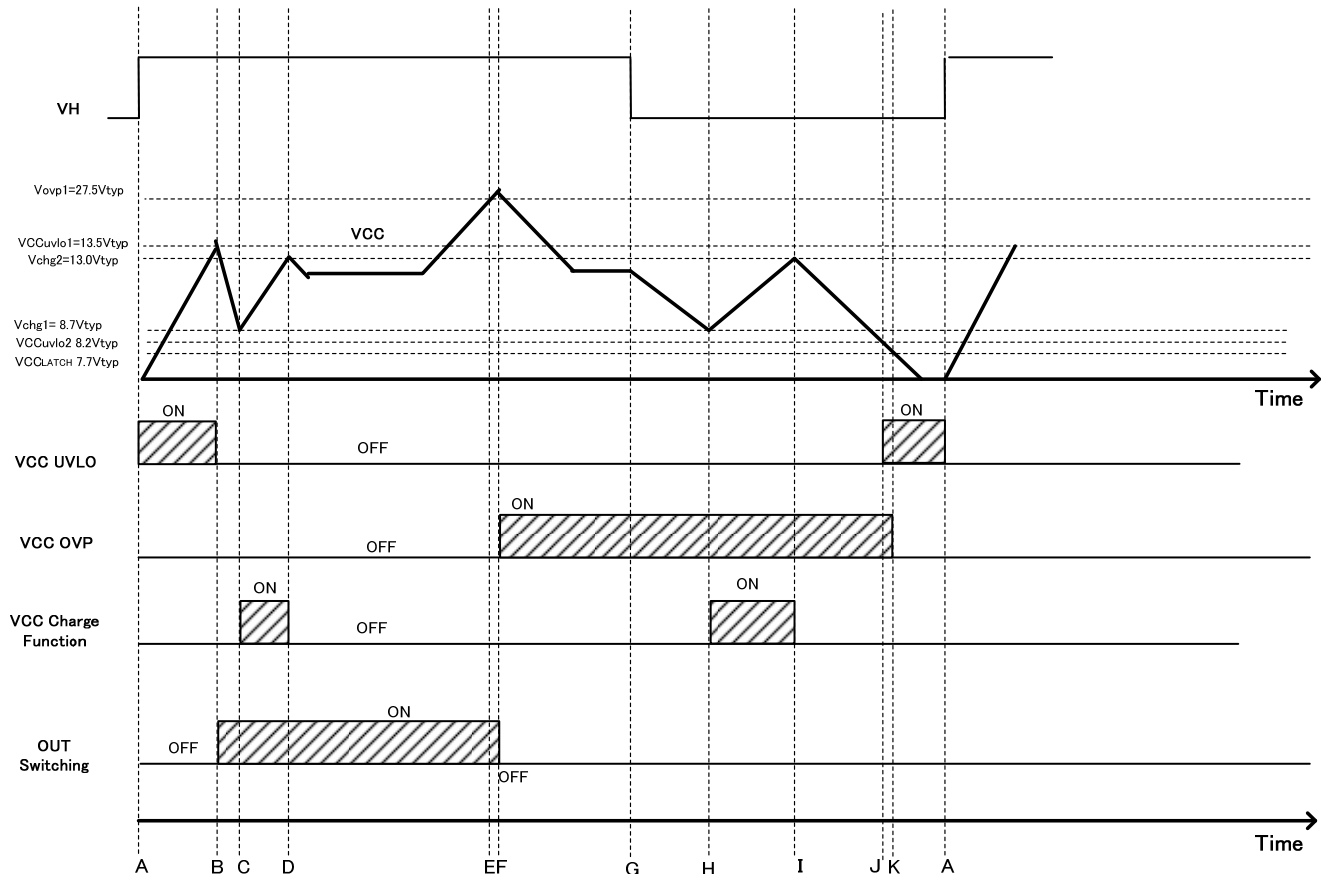 VH
Vovp1=27.5Vtyp
VCCuvlo1=13.5Vtyp
Vchg2=13.0Vtyp
VCC
Vchg1= 8.7Vtyp
VCCuvlo2 8.2Vtyp
VCCLATCH 7.7Vtyp
Time
ON
ON
VCC UVLO
OFF
ON
VCC OVP
OFF
ON
ON
VCC Charge
Function
OFF
ON
OUT
Switching
OFF
OFF
Time
A B C D E F G H I J K A